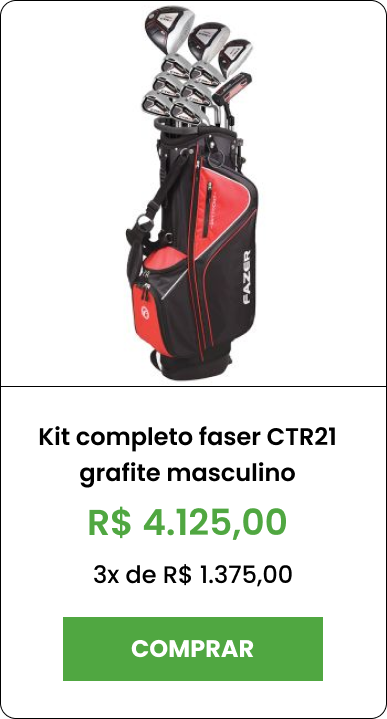 FAZER
Kit completo faser CTR21
grafite masculino
R$ 4.125,00
3x de R$ 1.375,00
COMPRAR